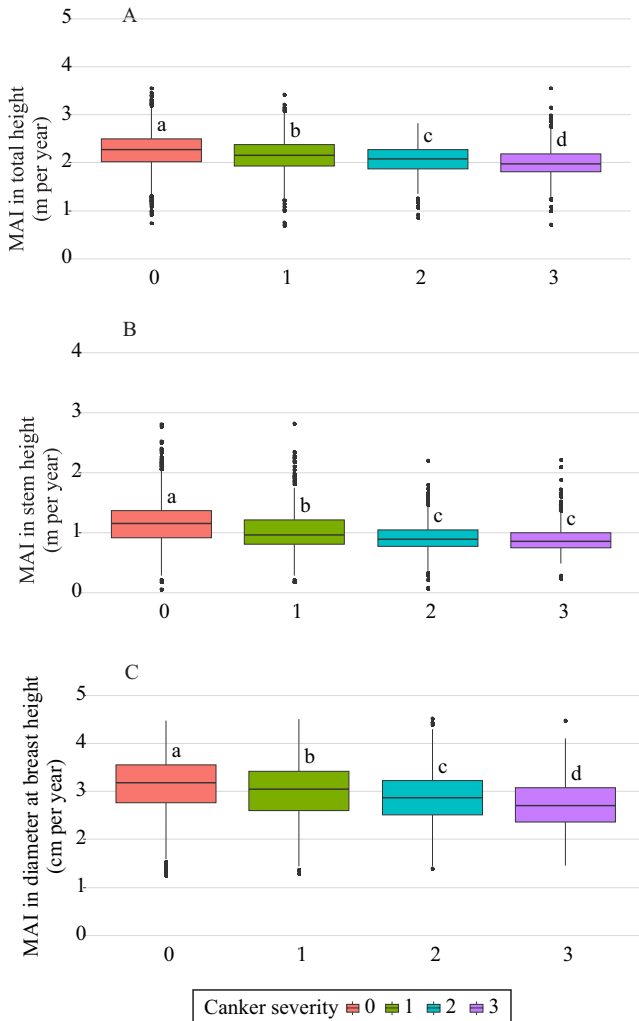 A
MAI in total height
(m per year)
5
4
3
2
1
0
a
b
c
d
0 1 2 3
B
MAI in stem height
(m per year)
4
3
2
1
0
a
b
c
c
0 1 2 3
C
MAI in diameter at breast height
(cm per year)
5
4
3
2
1
0
a
b
c
d
0 1 2 3
Canker severity 0 1 2 3